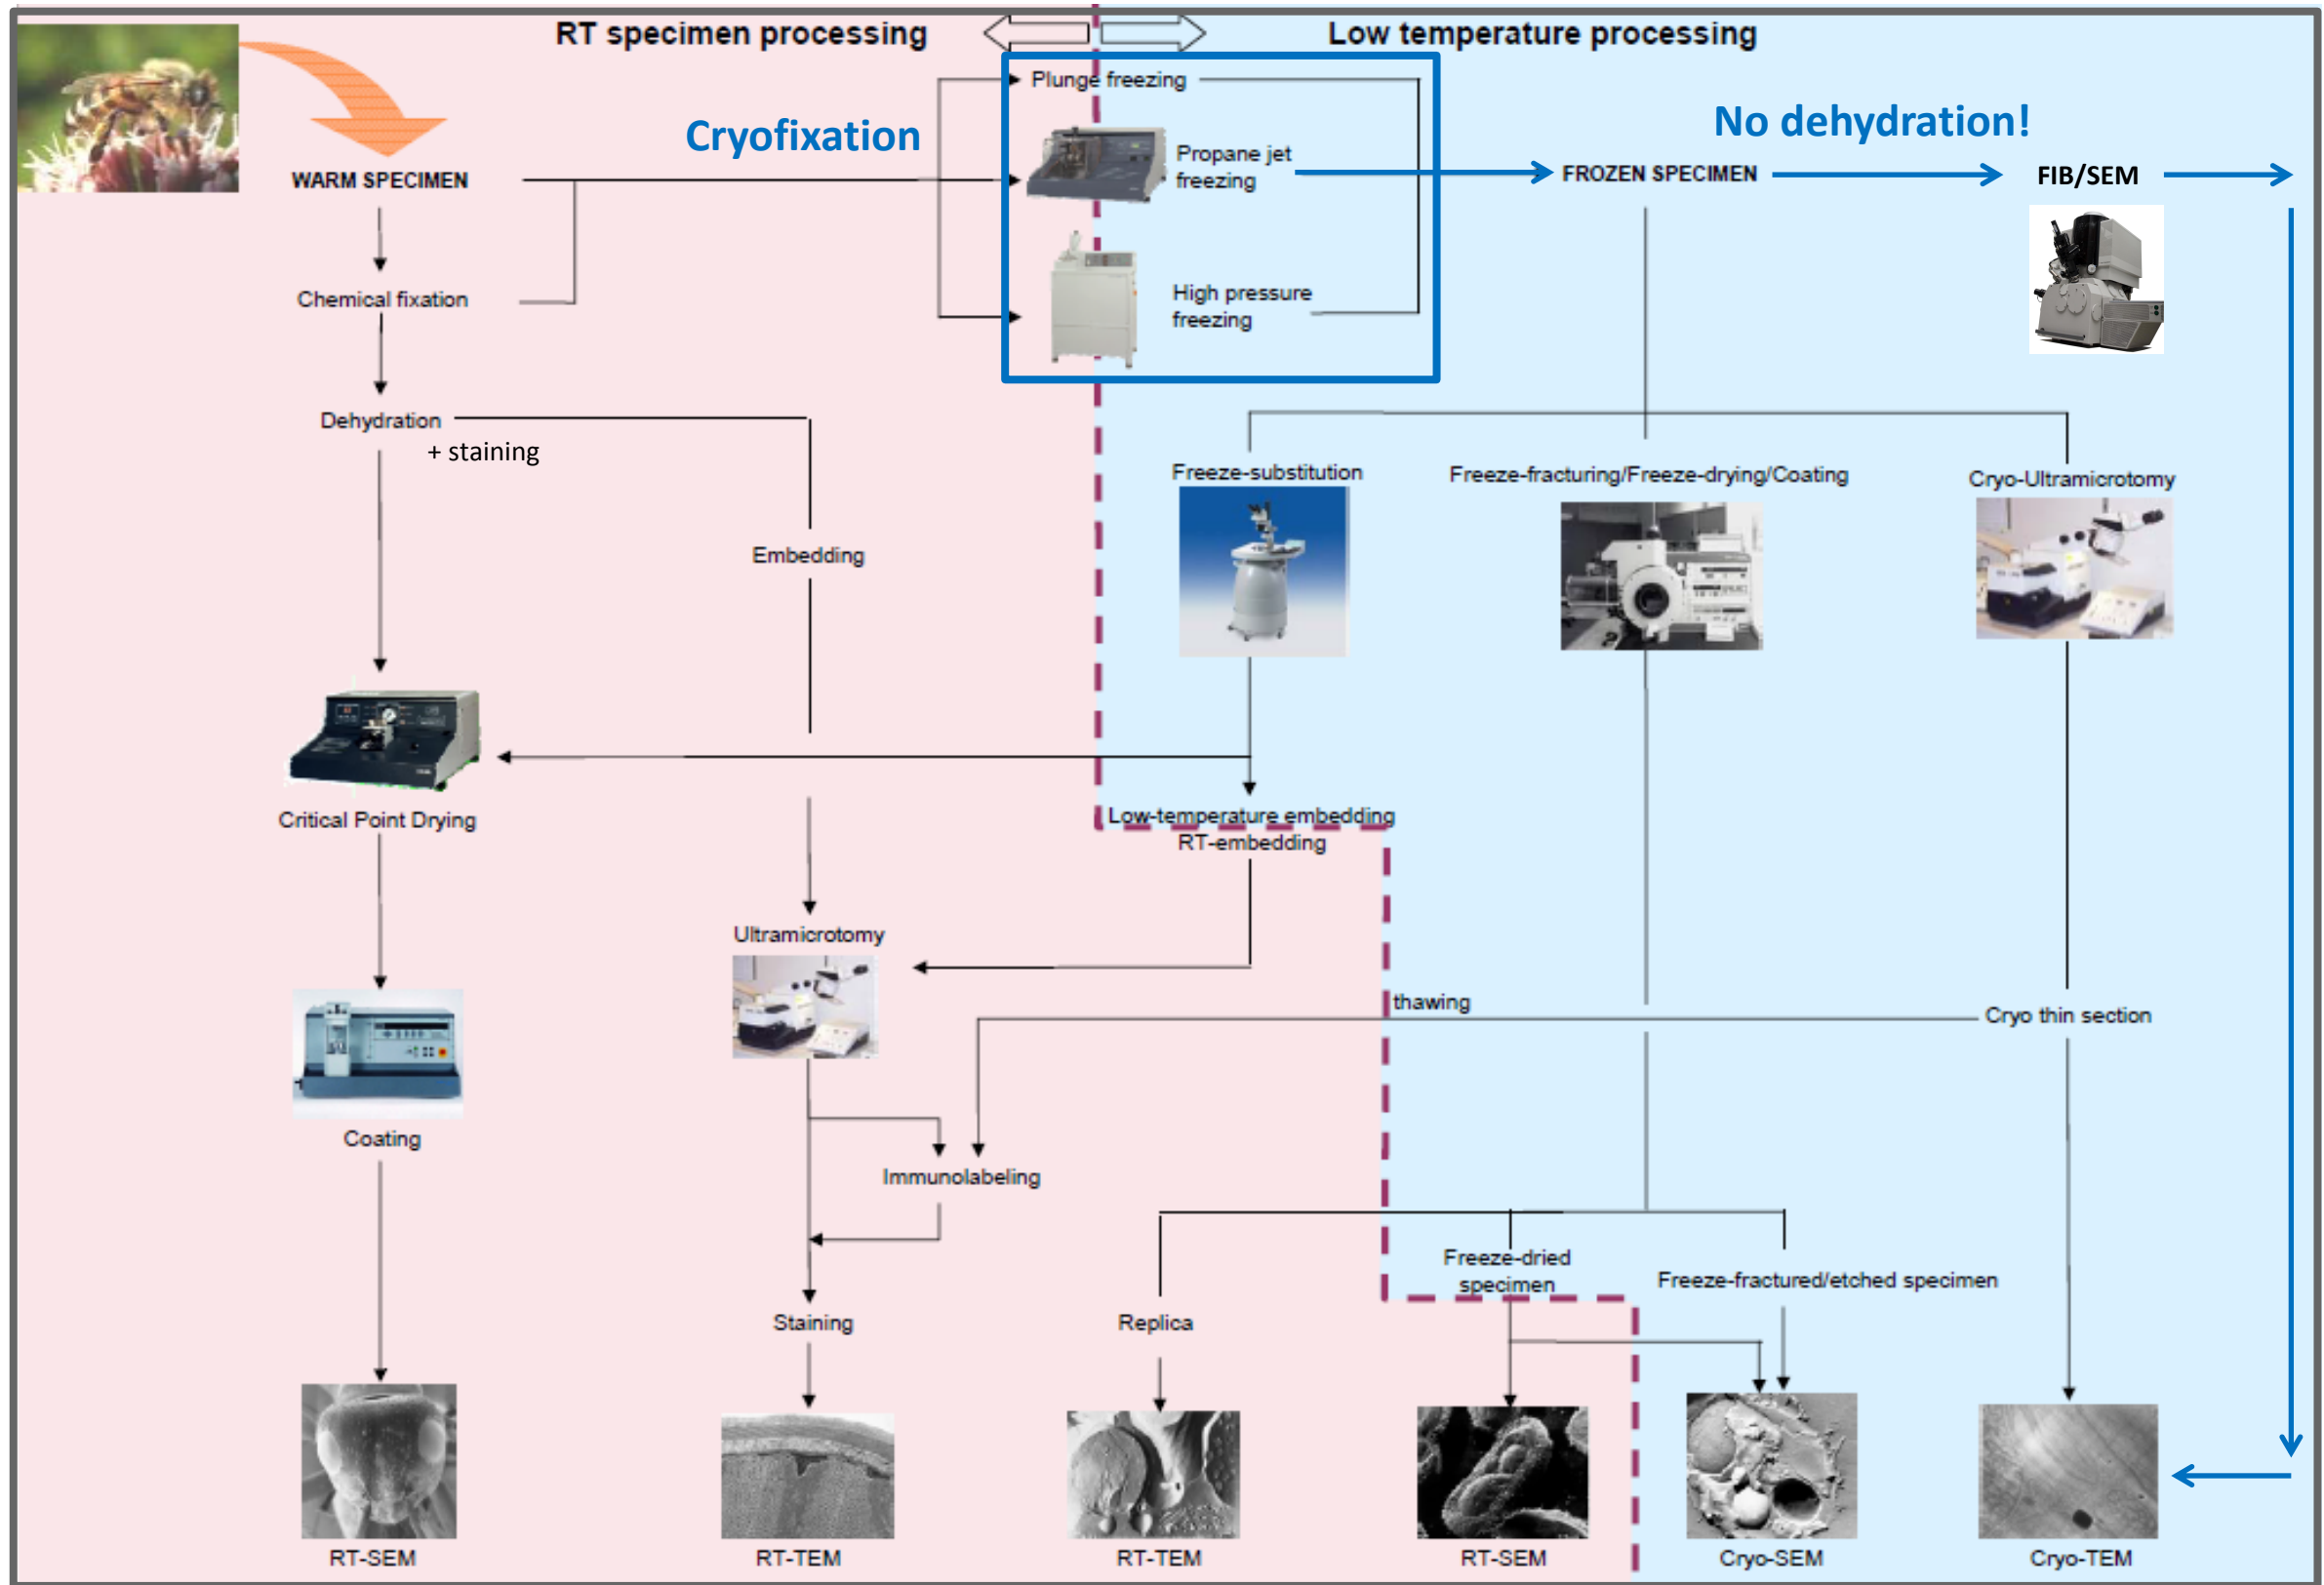 RT specimen processing
Low temperature processing
Plunge freezing
Cryofixation
No dehydration!
Propane jet
freezing
WARM SPECIMEN
FROZEN SPECIMEN
FIB/SEM
High pressure
freezing
Chemical fixation
Dehydration
+ staining
Freeze-substitution
Freeze-fracturing/Freeze-drying/Coating
Cryo-Ultramicrotomy
Embedding
Critical Point Drying
Low-temperature embedding
RT-embedding
Ultramicrotomy
thawing
Cryo thin section
Coating
Immunolabeling
Freeze-dried
specimen
Freeze-fractured/etched specimen
Staining
Replica
RT-SEM
RT-TEM
RT-TEM
RT-SEM
Cryo-SEM
Cryo-TEM